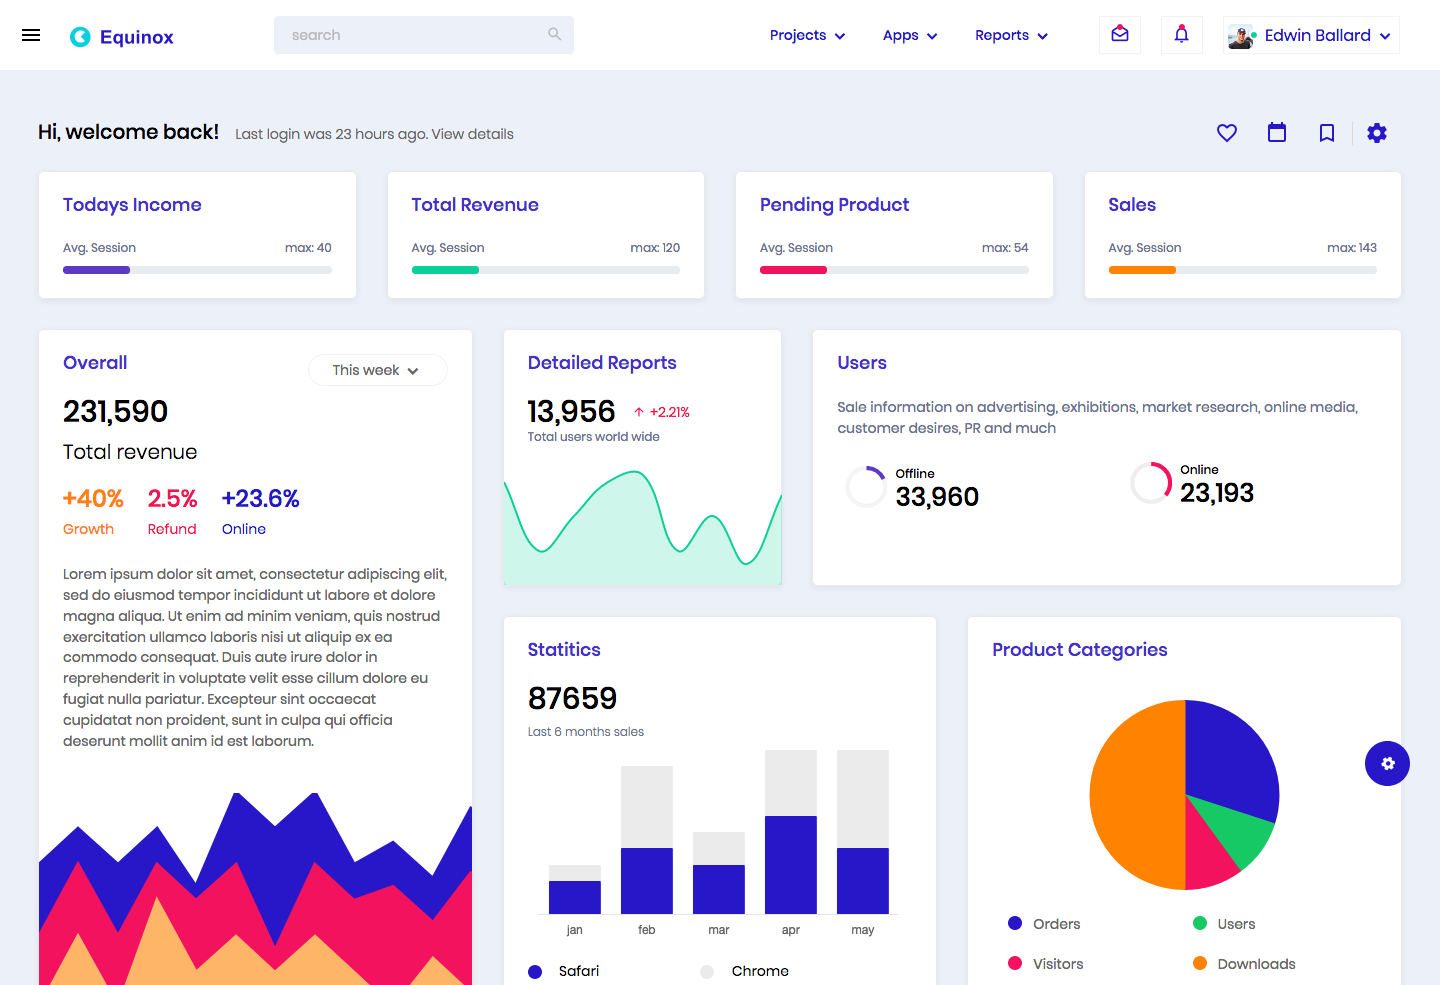 Equinox
search
Projects
Apps
Reports
Edwin Ballard
Hi, welcome back!
Last login was 23 hours ago. View details
Todays Income
Avg. Session
max: 40
Total Revenue
Avg. Session
max: 120
Pending Product
Avg. Session
max: 54
Sales
Avg. Session
max: 143
Overall
This week
231,590
Total revenue
+40%
Growth
2.5%
Refund
+23.6%
Online
Lorem ipsum dolor sit amet, consectetur adipiscing elit,
sed do eiusmod tempor incididunt ut labore et dolore
magna aliqua. Ut enim ad minim veniam, quis nostrud
exercitation ullamco laboris nisi ut aliquip ex ea
commodo consequat. Duis aute irure dolor in
reprehenderit in voluptate velit esse cillum dolore eu
fugiat nulla pariatur. Excepteur sint occaecat
cupidatat non proident, sunt in culpa qui officia
deserunt mollit anim id est laborum.
Detailed Reports
13,956
+2.21%
Total users world wide
Users
Sale information on advertising, exhibitions, market research, online media,
customer desires, PR and much
Offline
33,960
Online
23,193
Statitics
87659
Last 6 months sales
jan
feb
mar
apr
may
Safari
Chrome
Product Categories
Orders
Users
Visitors
Downloads